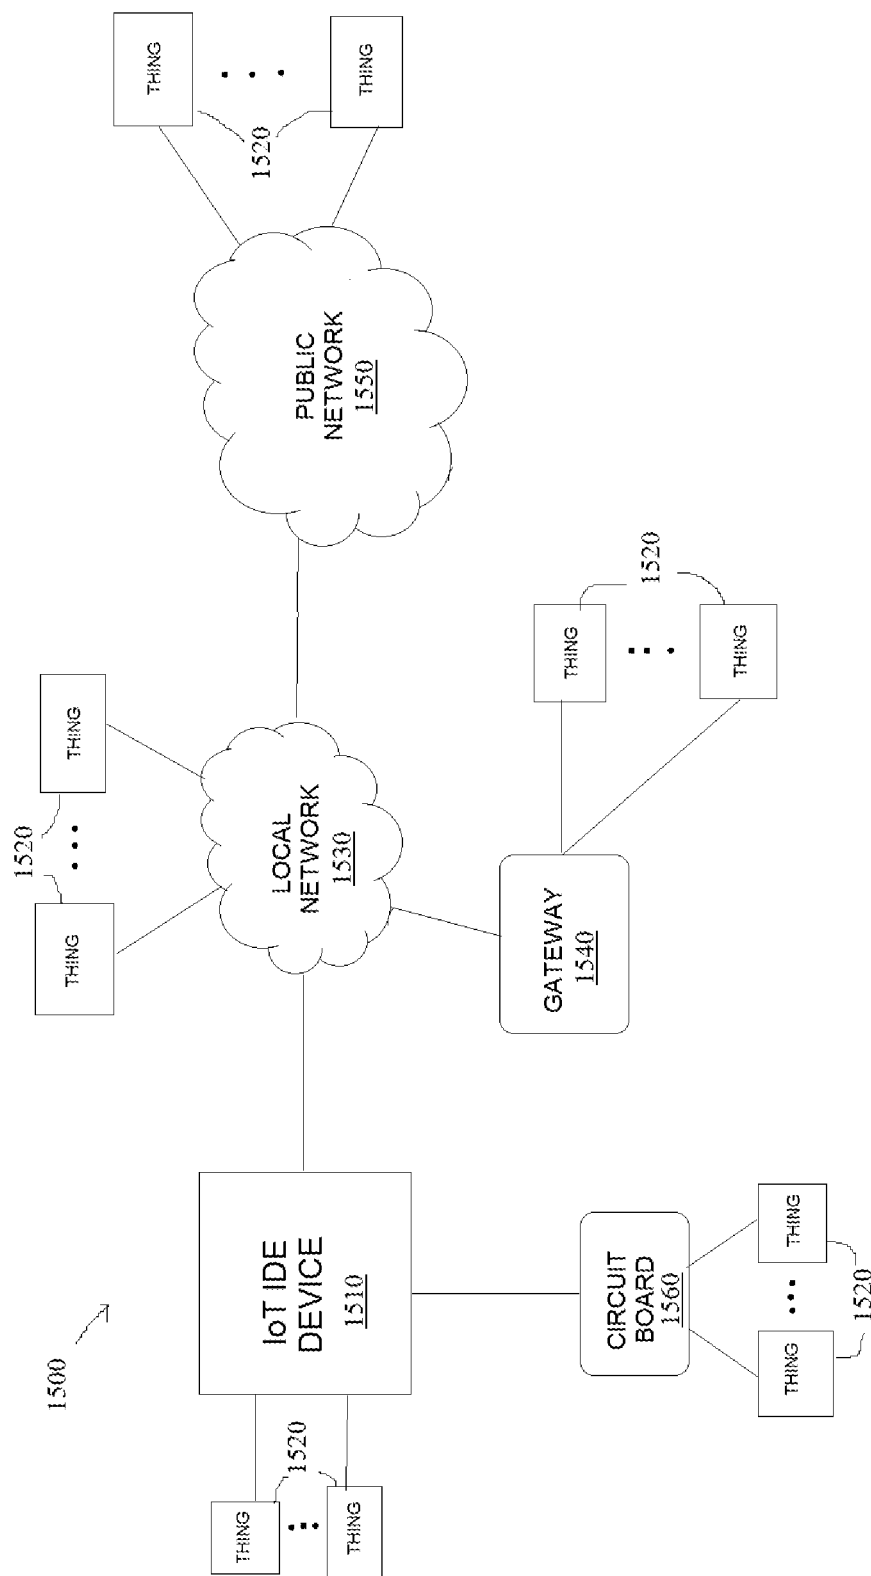 1520
THING
THING
1500
THING
1520
THING
THING
1520
THING
IoT IDE
DEVICE
1510
LOCAL
NETWORK
1530
PUBLIC
NETWORK
1550
GATEWAY
1540
THING
1520
THING
CIRCUIT
BOARD
1560
THING
THING
1520